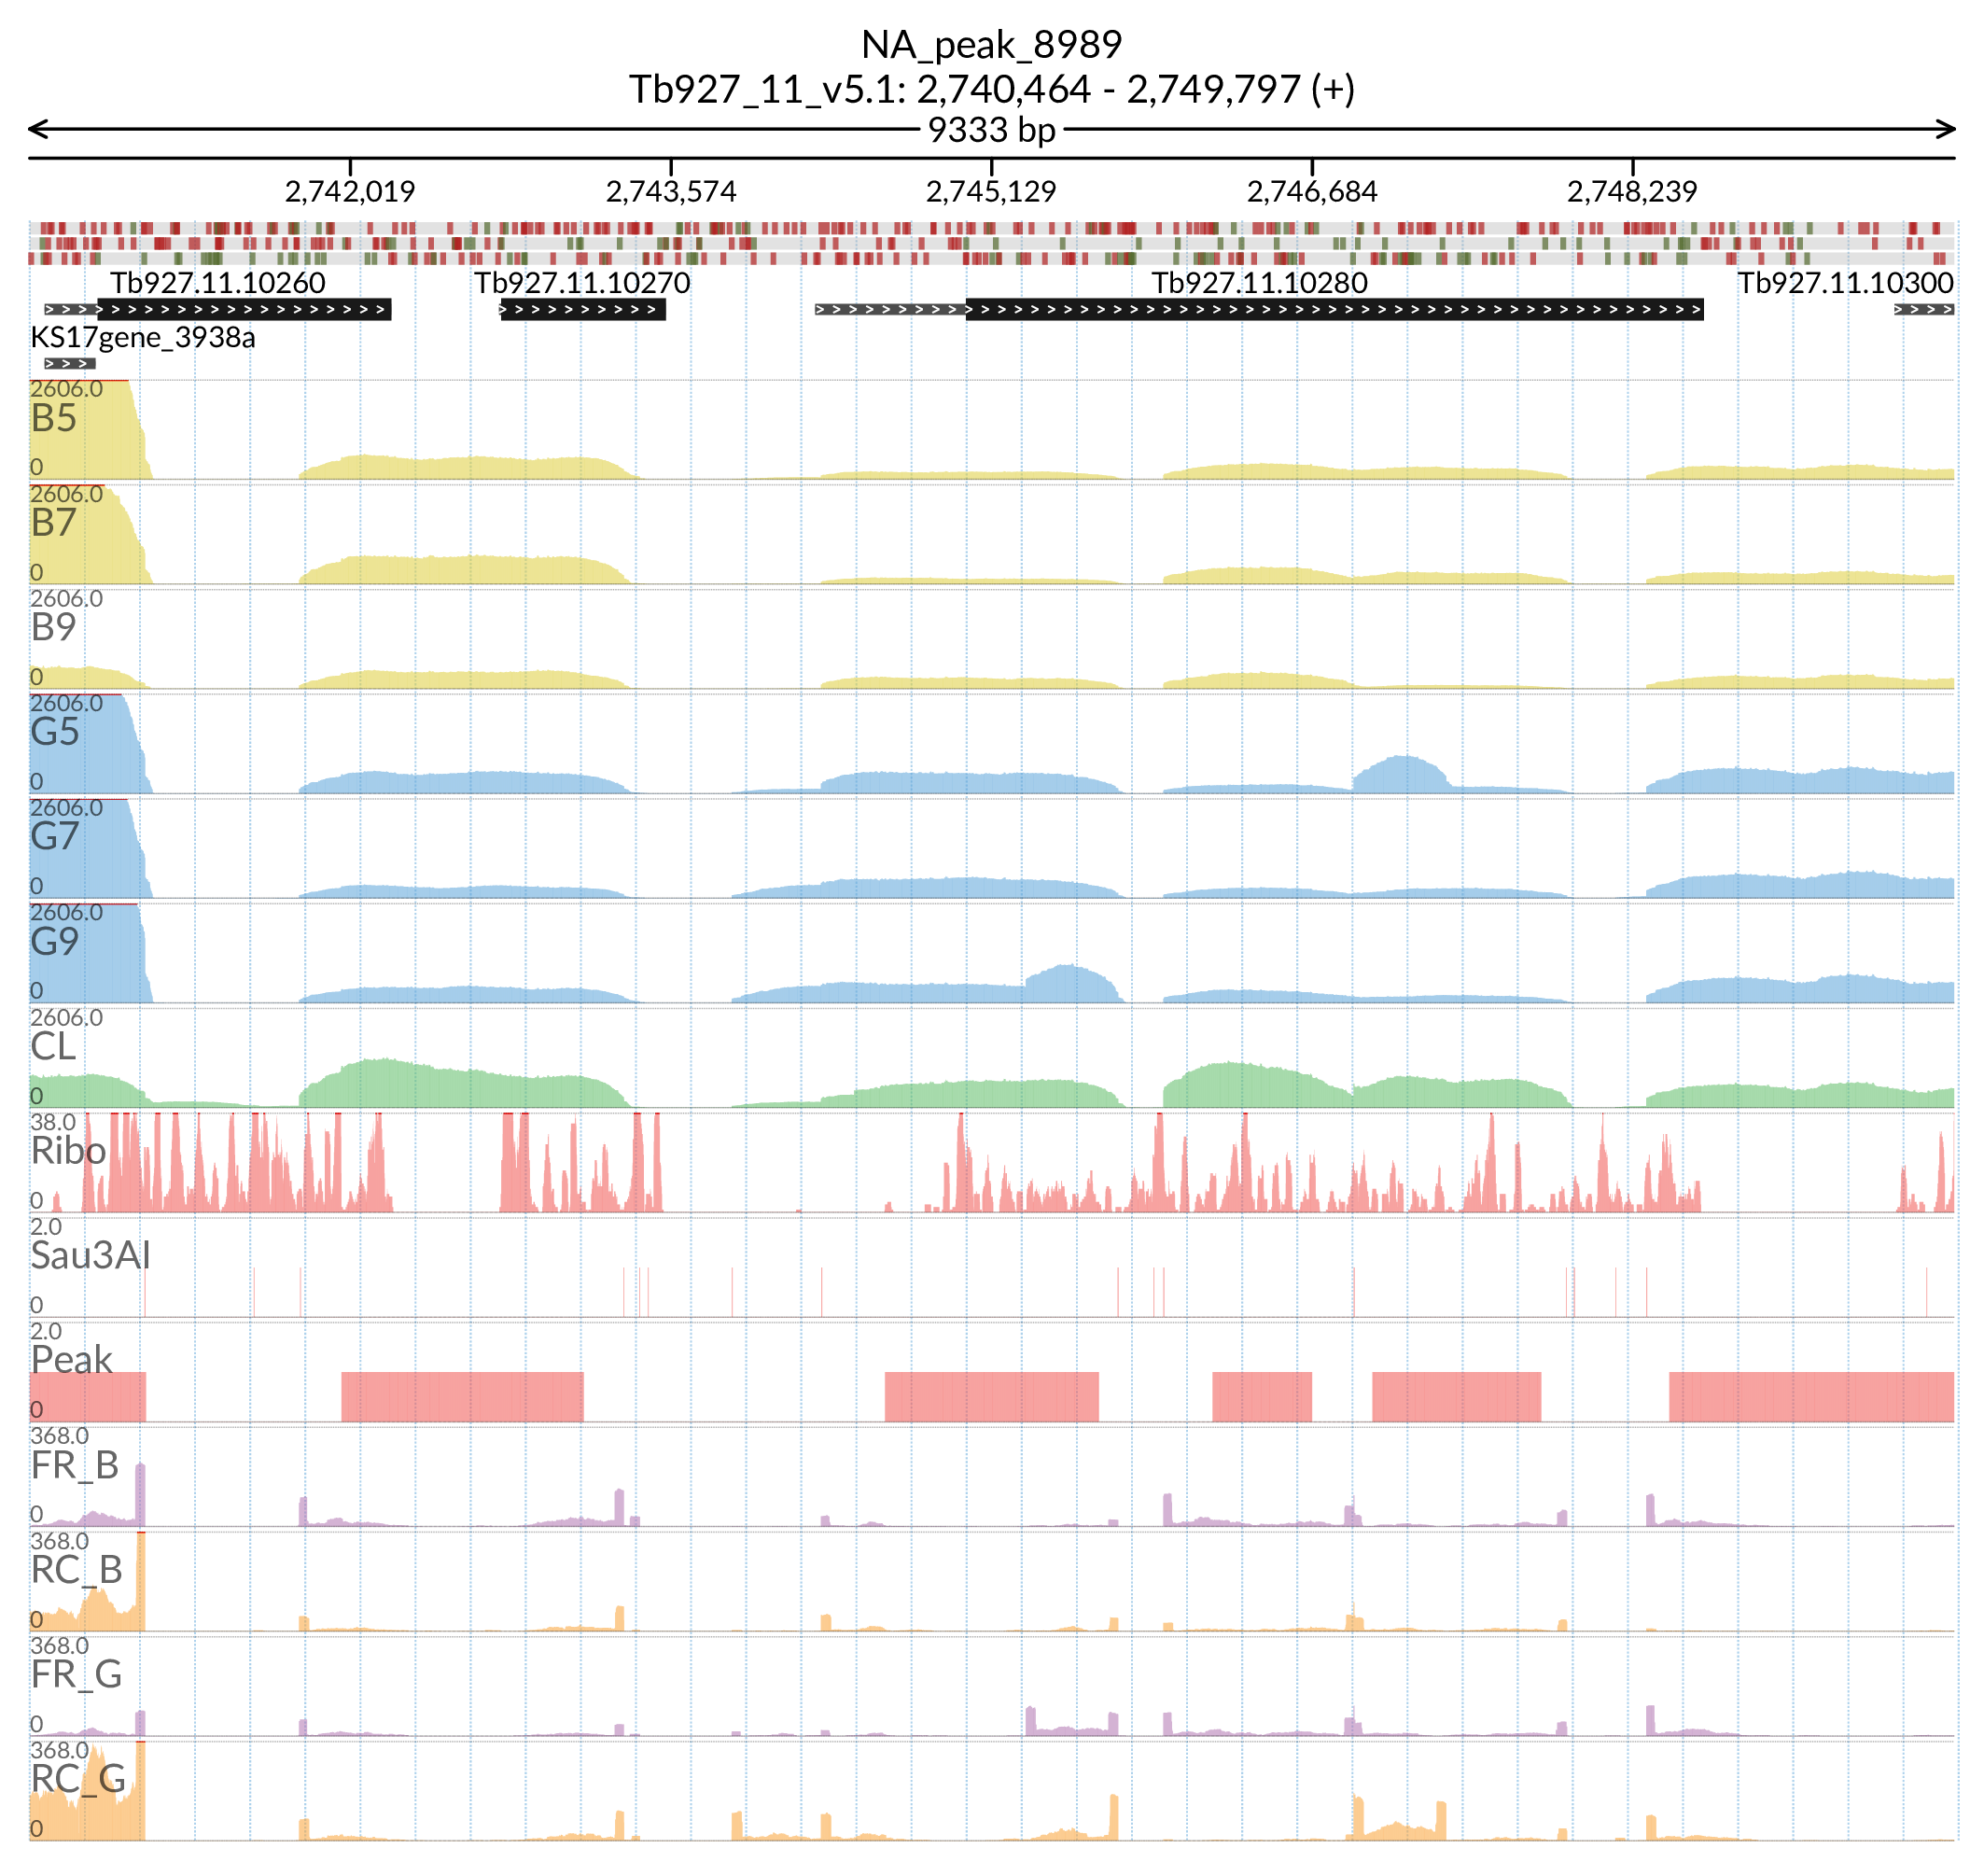 NA_peak_8989
Tb927_11_v5.1: 2,740,464 - 2,749,797 (+)
9333 bp
2,742,019 2,743,574 2,745,129 2,746,684 2,748,239
Tb927.11.10260 Tb927.11.10270 Tb927.11.10280 Tb927.11.10300
KS17gene_3938a
2606.0
B5
0
2606.0
B7
0
2606.0
B9
0
2606.0
G5
0
2606.0
G7
0
2606.0
G9
0
2606.0
CL
0
38.0
Ribo
0
2.0
Sau3AI
0
2.0
Peak
0
368.0
FR_B
0
368.0
RC_B
0
368.0
FR_G
0
368.0
RC_G
0